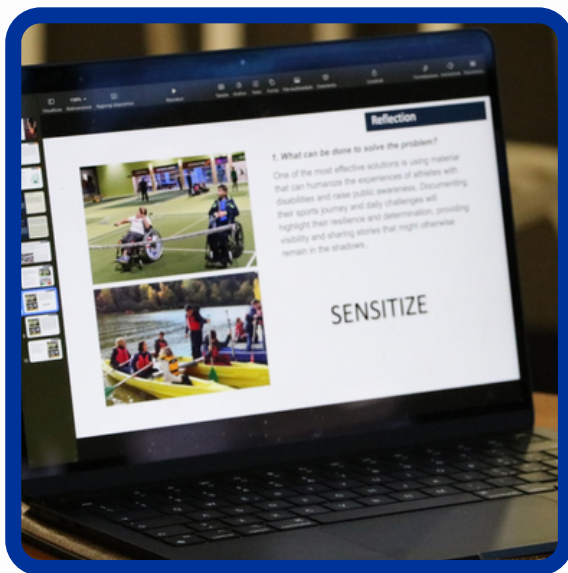 Reflection
1. What can be done to solve the problem?
One of the most effective solutions is using material
that can humanize the experiences of athletes with
disabilities and raise public awareness. Documenting
their sports journey and daily challenges will
highlight their resilience and determination, providing
visibility and sharing stories that might otherwise
remain in the shadows.
SENSITIZE